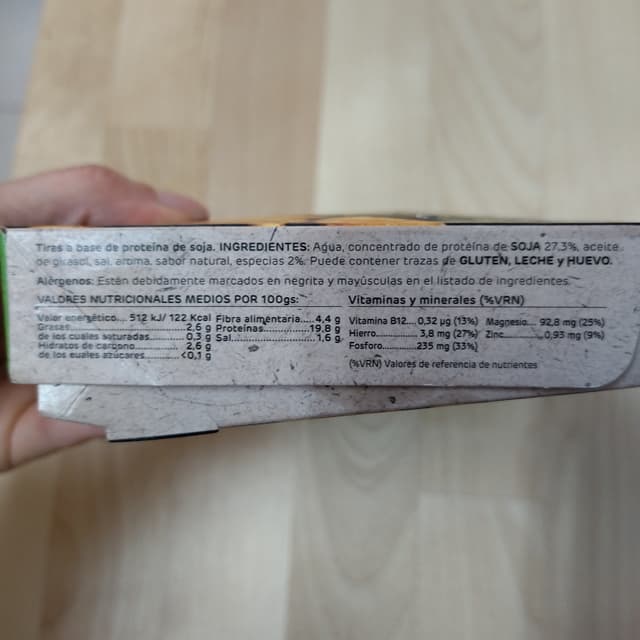 Tiras a base de proteína de soja. INGREDIENTES: Agua, concentrado de proteína de SOJA 27,3%, aceite
de girasol, sal, aroma, sabor natural, especias 2%. Puede contener trazas de GLUTEN, LECHE y HUEVO.
Alérgenos: Están debidamente marcados en negrita y mayúsculas en el listado de ingredientes.
VALORES NUTRICIONALES MEDIOS POR 100gs:
Valor energético.... 512 kJ/ 122 Kcal
Grasas 2,6 g
de los cuales saturadas 0,3 g
Hidratos de carbono 2,6 g
de los cuales azúcares <0,1 g
Fibra alimentaria 4,4 g
Proteínas 19,8 g
Sal 1,6 g
Vitaminas y minerales (%VRN)
Vitamina B12.. 0,32 µg (13%)
Hierro 3,8 mg (27%)
Fosforo 235 mg (33%)
Magnesio 92,8 mg (25%)
Zinc 0,93 mg (9%)
(%VRN) Valores de referencia de nutrientes